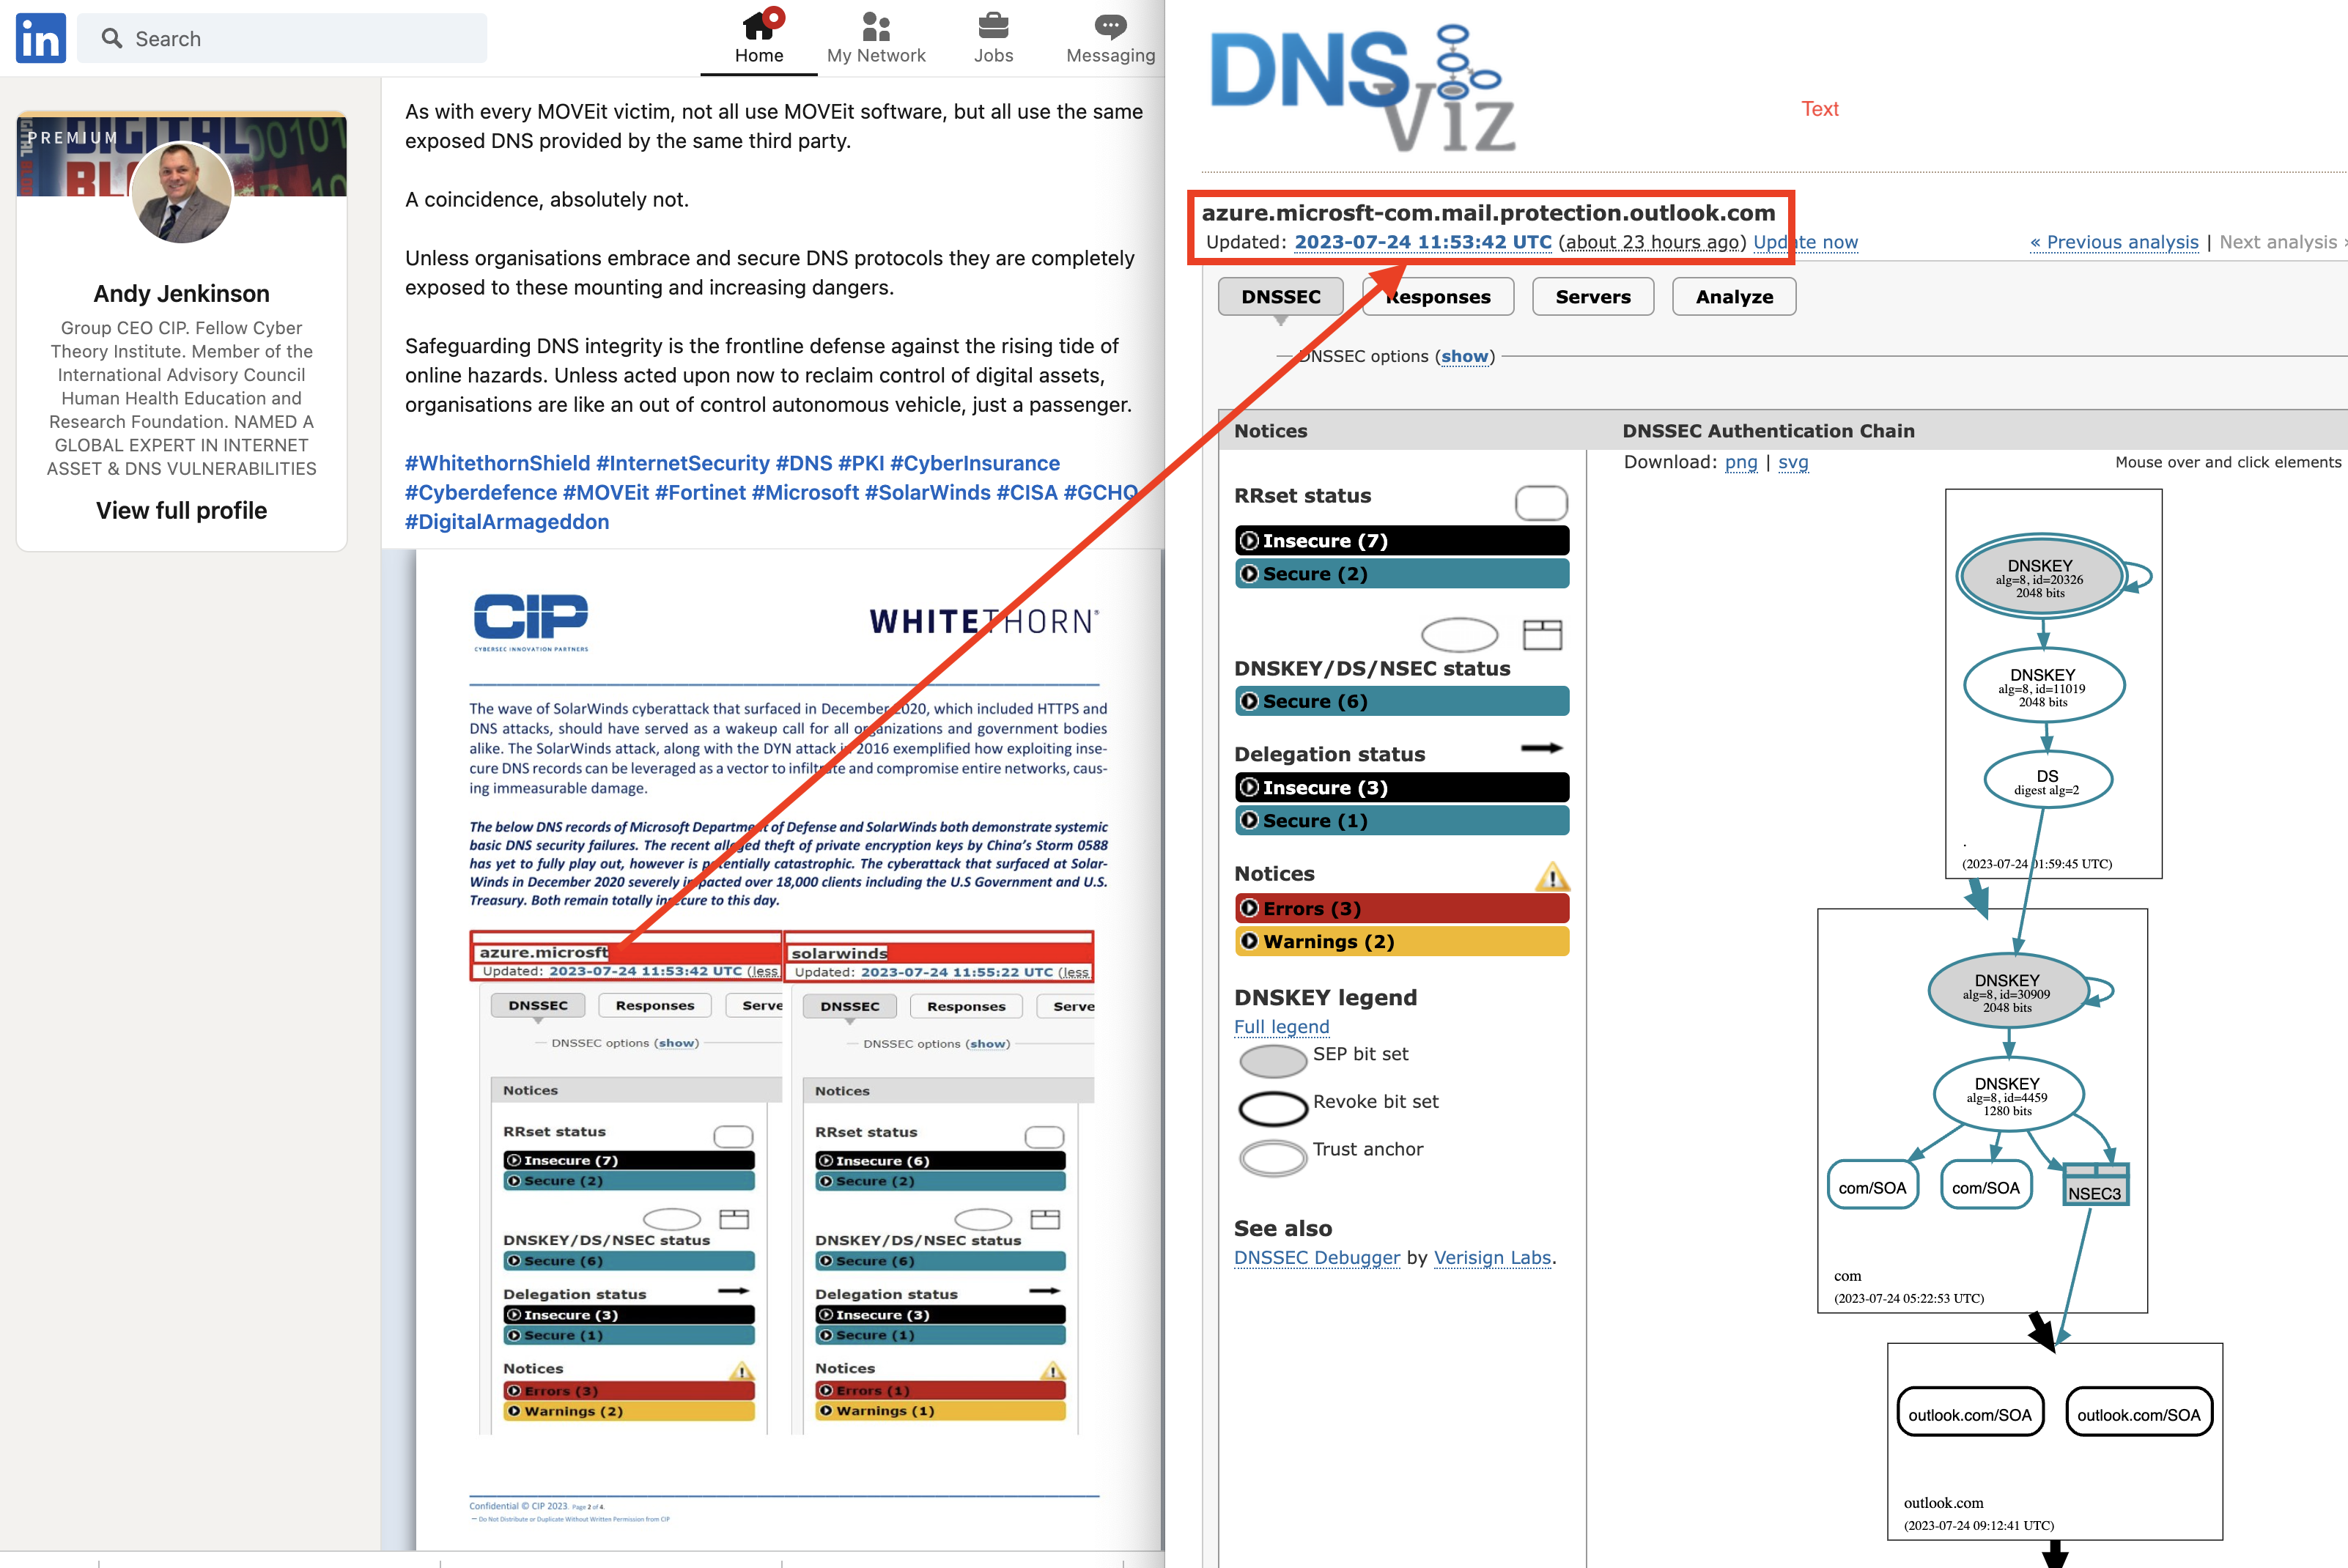 in
Search
Home
My Network
Jobs
Messaging
PREMIUM
DIGITAL
Andy Jenkinson
Group CEO CIP. Fellow Cyber
Theory Institute. Member of the
International Advisory Council
Human Health Education and
Research Foundation. NAMED A
GLOBAL EXPERT IN INTERNET
ASSET & DNS VULNERABILITIES
View full profile
As with every MOVEit victim, not all use MOVEit software, but all use the same
exposed DNS provided by the same third party.
A coincidence, absolutely not.
Unless organisations embrace and secure DNS protocols they are completely
exposed to these mounting and increasing dangers.
Safeguarding DNS integrity is the frontline defense against the rising tide of
online hazards. Unless acted upon now to reclaim control of digital assets,
organisations are like an out of control autonomous vehicle, just a passenger.
#WhitethornShield #InternetSecurity #DNS #PKI #CyberInsurance
#Cyberdefence #MOVEit #Fortinet #Microsoft #SolarWinds #CISA #GCHQ
#DigitalArmageddon
CIP
CYBERSEC INNOVATION PARTNERS
WHITETHORN®
The wave of SolarWinds cyberattack that surfaced in December 2020, which included HTTPS and
DNS attacks, should have served as a wakeup call for all organizations and government bodies
alike. The SolarWinds attack, along with the DYN attack in 2016 exemplified how exploiting inse-
cure DNS records can be leveraged as a vector to infiltrate and compromise entire networks, caus-
ing immeasurable damage.
The below DNS records of Microsoft Department of Defense and SolarWinds both demonstrate systemic
basic DNS security failures. The recent alleged theft of private encryption keys by China's Storm 0588
has yet to fully play out, however is potentially catastrophic. The cyberattack that surfaced at Solar-
Winds in December 2020 severely impacted over 18,000 clients including the U.S Government and U.S.
Treasury. Both remain totally insecure to this day.
azure.microsft
Updated: 2023-07-24 11:53:42 UTC (less
DNSSEC
Responses
Serve
DNSSEC options (show)
Notices
RRset status
Insecure (7)
Secure (2)
DNSKEY/DS/NSEC status
Secure (6)
Delegation status
Insecure (3)
Secure (1)
Notices
Errors (3)
Warnings (2)
solarwinds
Updated: 2023-07-24 11:55:22 UTC (less
DNSSEC
Responses
Serve
DNSSEC options (show)
Notices
RRset status
Insecure (6)
Secure (2)
DNSKEY/DS/NSEC status
Secure (6)
Delegation status
Insecure (3)
Secure (1)
Notices
Errors (1)
Warnings (1)
Confidential © CIP 2023. Page 2 of 4.
— Do Not Distribute or Duplicate Without Written Permission from CIP
DNS
Viz
Text
azure.microsft-com.mail.protection.outlook.com
Updated: 2023-07-24 11:53:42 UTC (about 23 hours ago) Update now
« Previous analysis | Next analysis »
DNSSEC
Responses
Servers
Analyze
DNSSEC options (show)
Notices
RRset status
Insecure (7)
Secure (2)
DNSKEY/DS/NSEC status
Secure (6)
Delegation status
Insecure (3)
Secure (1)
Notices
Errors (3)
Warnings (2)
DNSKEY legend
Full legend
SEP bit set
Revoke bit set
Trust anchor
See also
DNSSEC Debugger by Verisign Labs.
DNSSEC Authentication Chain
Download: png | svg
Mouse over and click elements
DNSKEY
alg=8, id=20326
2048 bits
DNSKEY
alg=8, id=11019
2048 bits
DS
digest alg=2
.
(2023-07-24 01:59:45 UTC)
DNSKEY
alg=8, id=30909
2048 bits
DNSKEY
alg=8, id=4459
1280 bits
com/SOA
com/SOA
NSEC3
com
(2023-07-24 05:22:53 UTC)
outlook.com/SOA
outlook.com/SOA
outlook.com
(2023-07-24 09:12:41 UTC)